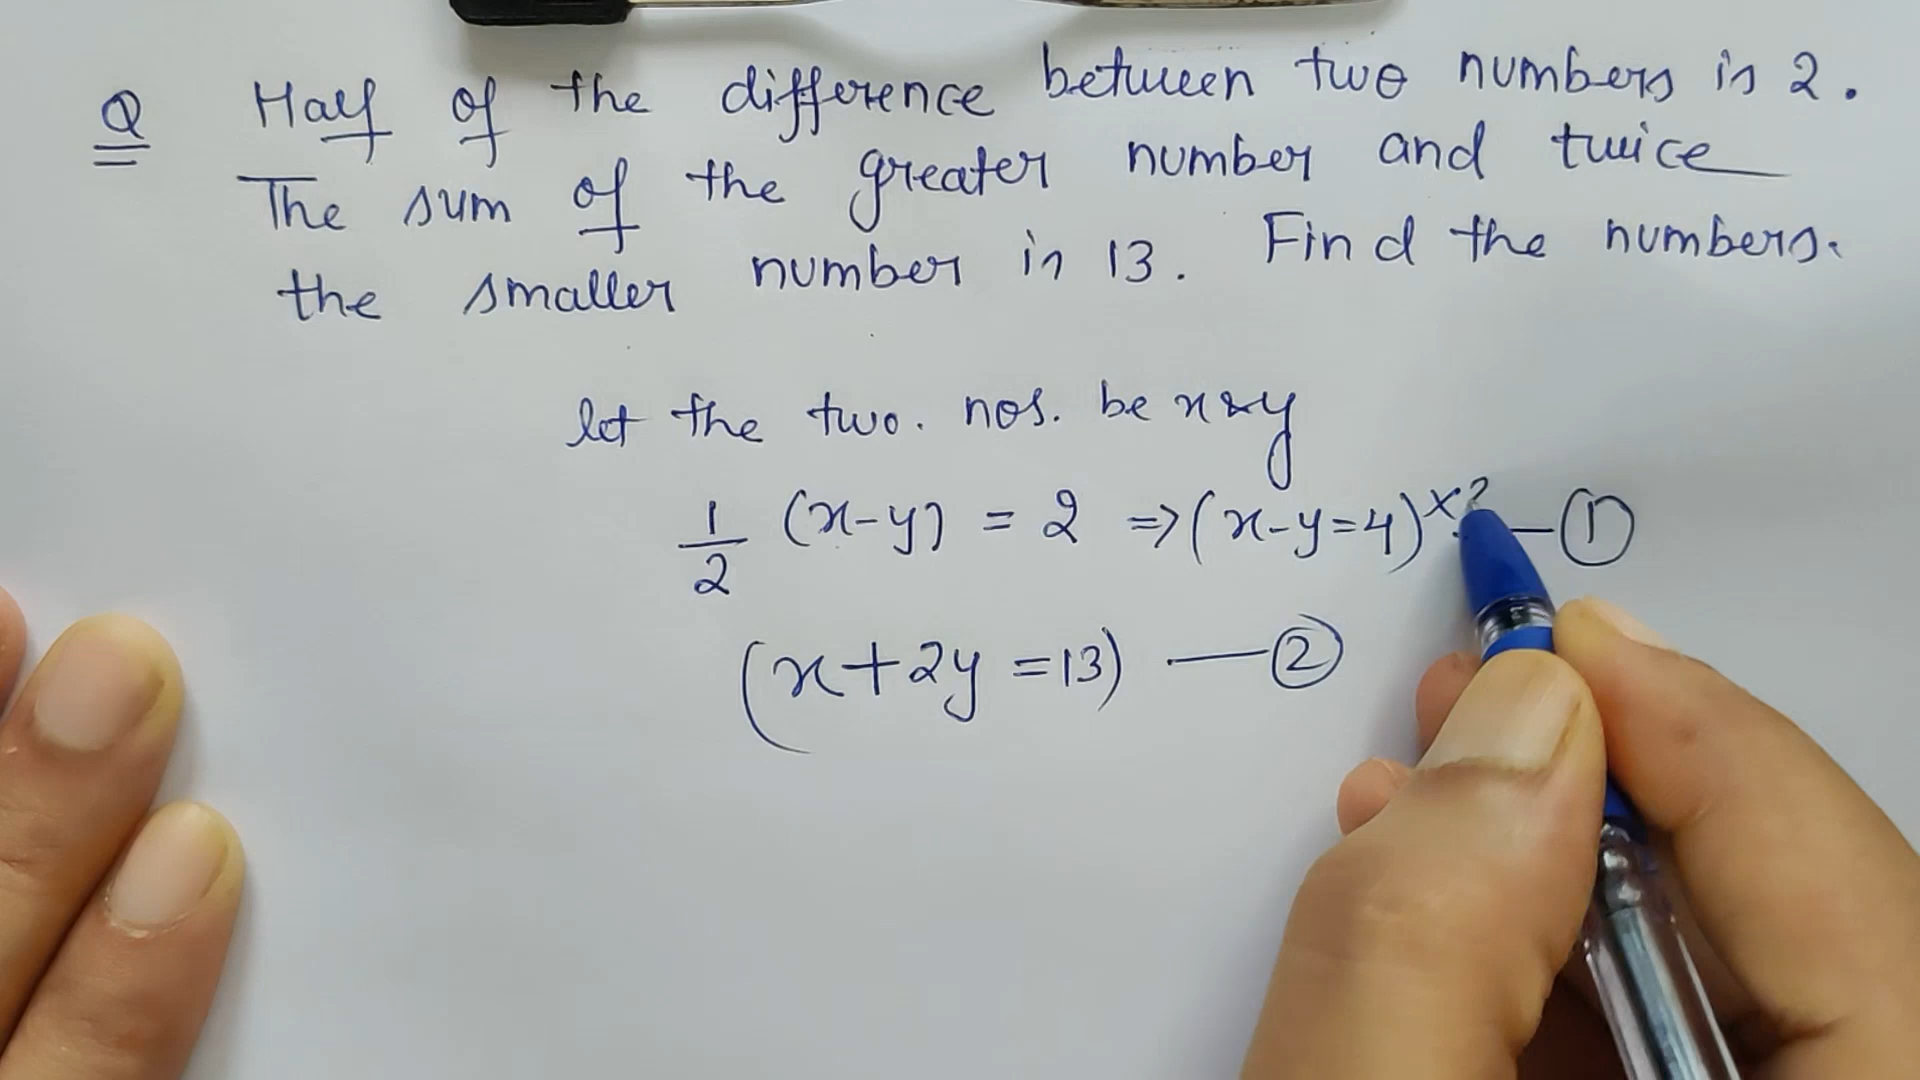 Q Half of the difference between two numbers is 2.
The sum of the greater number and twice
the smaller number is 13. Find the numbers.
let the two. nos. be x & y
1/2 (x-y) = 2 => (x-y=4) ×2 — ①
(x+2y =13) — ②